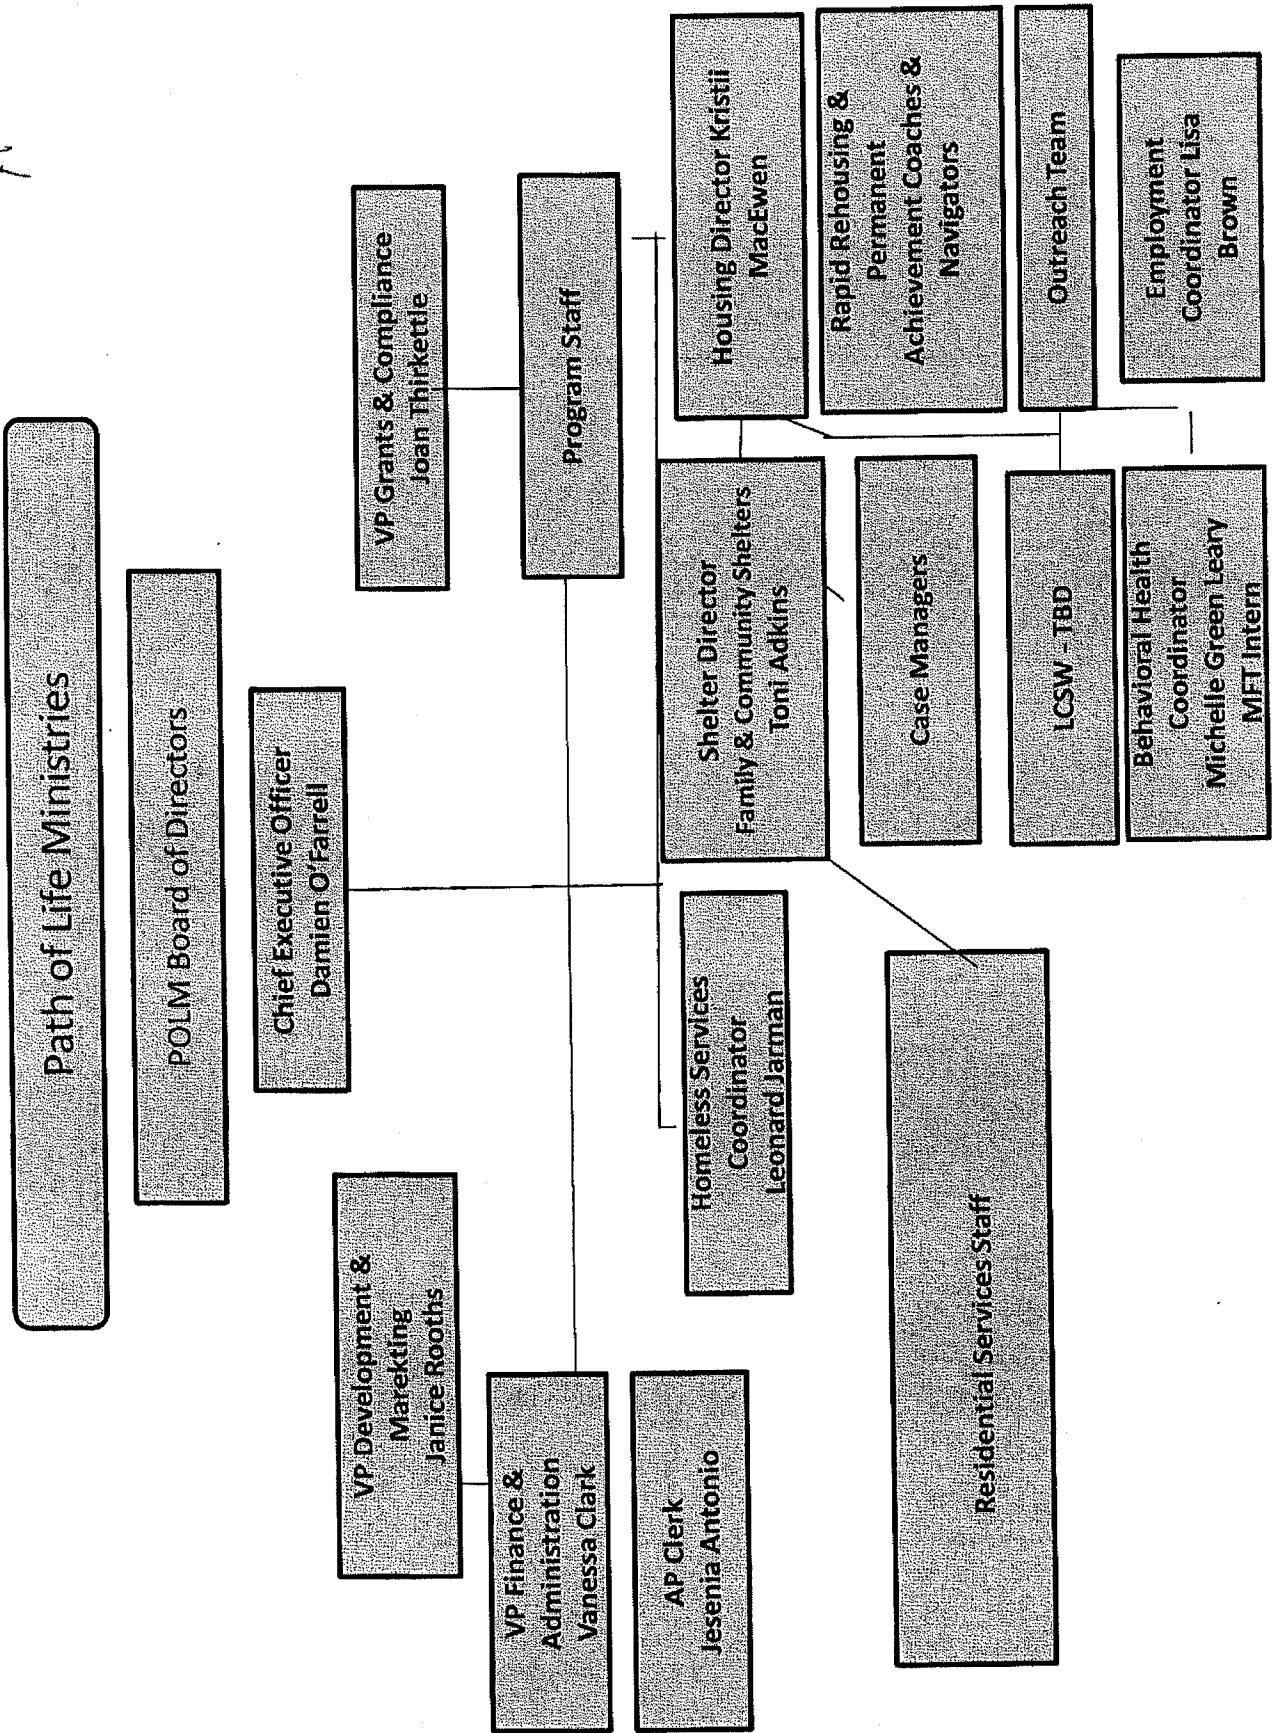 Path of Life Ministries
POLM Board of Directors
Chief Executive Officer
Damien O'Farrell
VP Development &
Marekting
Janice Rooths
VP Grants & Compliance
Joan Thirkettle
VP Finance &
Administration
Vanessa Clark
Program Staff
AP Clerk
Jesenia Antonio
Homeless Services
Coordinator
Leonard Jarman
Shelter Director
Family & Community Shelters
Toni Adkins
Housing Director Kristii
MacEwen
Rapid Rehousing &
Permanent
Achievement Coaches &
Navigators
Residential Services Staff
Case Managers
Outreach Team
LCSW - TBD
Employment
Coordinator Lisa
Brown
Behavioral Health
Coordinator
Michelle Green Leary
MFT Intern